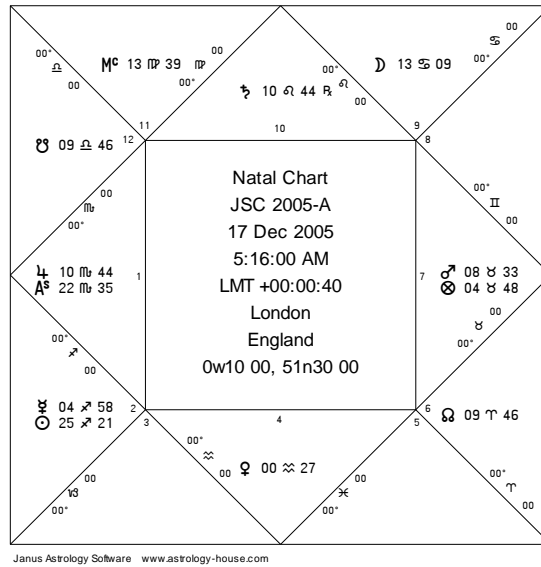 Mᶜ 13 ♍ 39
♄ 10 ♌ 44 ℞
☽ 13 ♋ 09
00° ♎ 00
00° ♍ 00
00° ♌ 00
00° ♋ 00
11
10
9
12
8
☋ 09 ♎ 46
Natal Chart
JSC 2005-A
17 Dec 2005
5:16:00 AM
LMT +00:00:40
London
England
0w10 00, 51n30 00
00° ♏ 00
00° ♊ 00
1
7
♃ 10 ♏ 44
Aˢ 22 ♏ 35
♂ 08 ♉ 33
⊗ 04 ♉ 48
00° ♐ 00
00° ♉ 00
☿ 04 ♐ 58
☉ 25 ♐ 21
☊ 09 ♈ 46
2
3
4
5
6
♀ 00 ♒ 27
00° ♑ 00
00° ♒ 00
00° ♓ 00
00° ♈ 00
Janus Astrology Software www.astrology-house.com